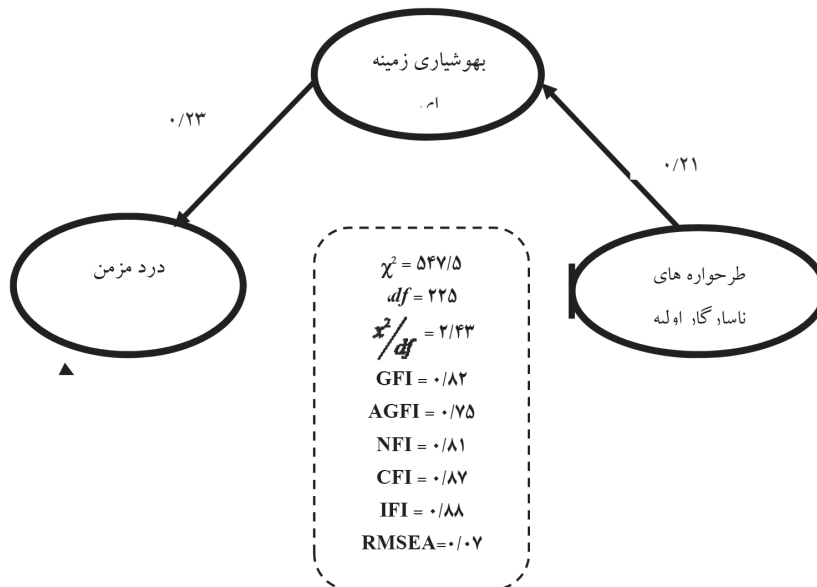 بهوشیاری زمینه
ای
۰/۲۳
۰/۲۱
درد مزمن
طرحواره های
ناسازگار اولیه
χ² = ۵۴۷/۵
df = ۲۲۵
x²/df = ۲/۴۳
GFI = ۰/۸۲
AGFI = ۰/۷۵
NFI = ۰/۸۱
CFI = ۰/۸۷
IFI = ۰/۸۸
RMSEA=۰/۰۷